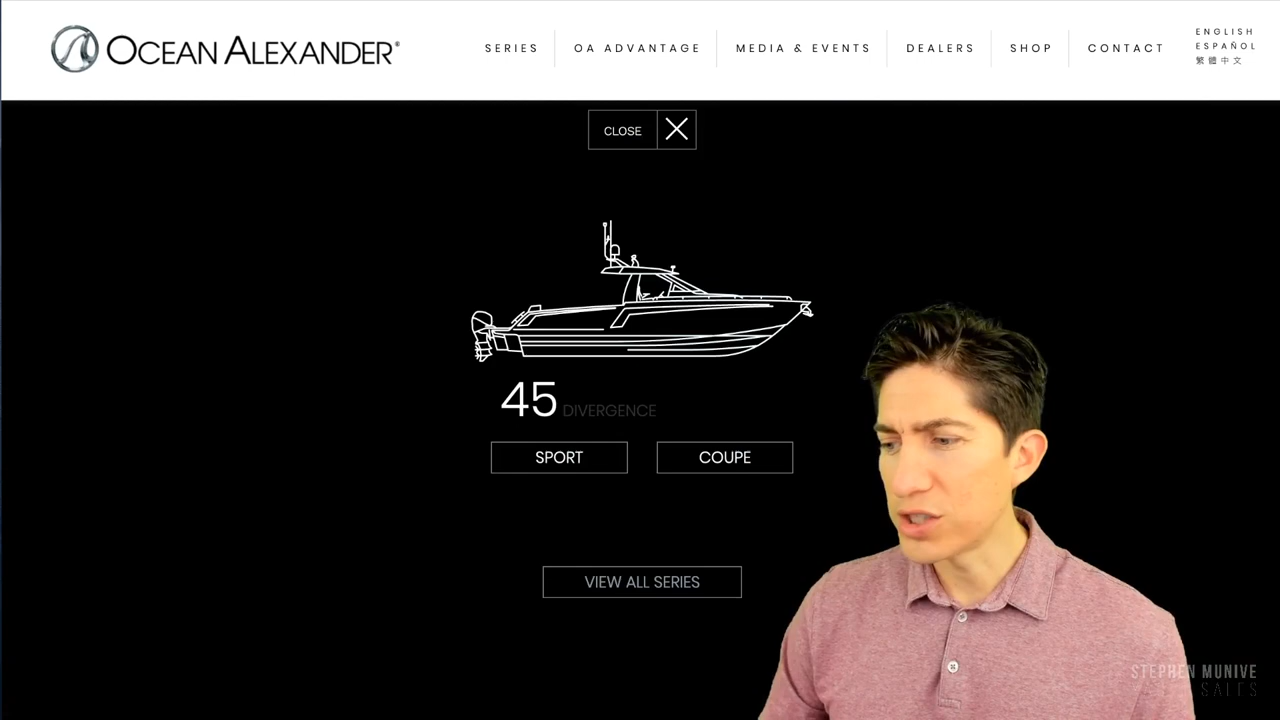 OCEAN ALEXANDER®
SERIES
OA ADVANTAGE
MEDIA & EVENTS
DEALERS
SHOP
CONTACT
ENGLISH
ESPAÑOL
繁體中文
CLOSE
45 DIVERGENCE
SPORT
COUPE
VIEW ALL SERIES
STEPHEN MUNIVE